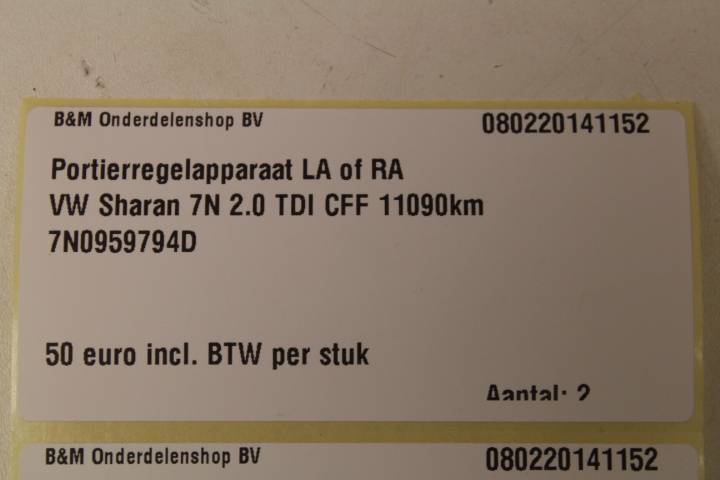 B&M Onderdelenshop BV 080220141152
Portierregelapparaat LA of RA
VW Sharan 7N 2.0 TDI CFF 11090km
7N0959794D
50 euro incl. BTW per stuk
Aantal: 2
B&M Onderdelenshop BV 080220141152